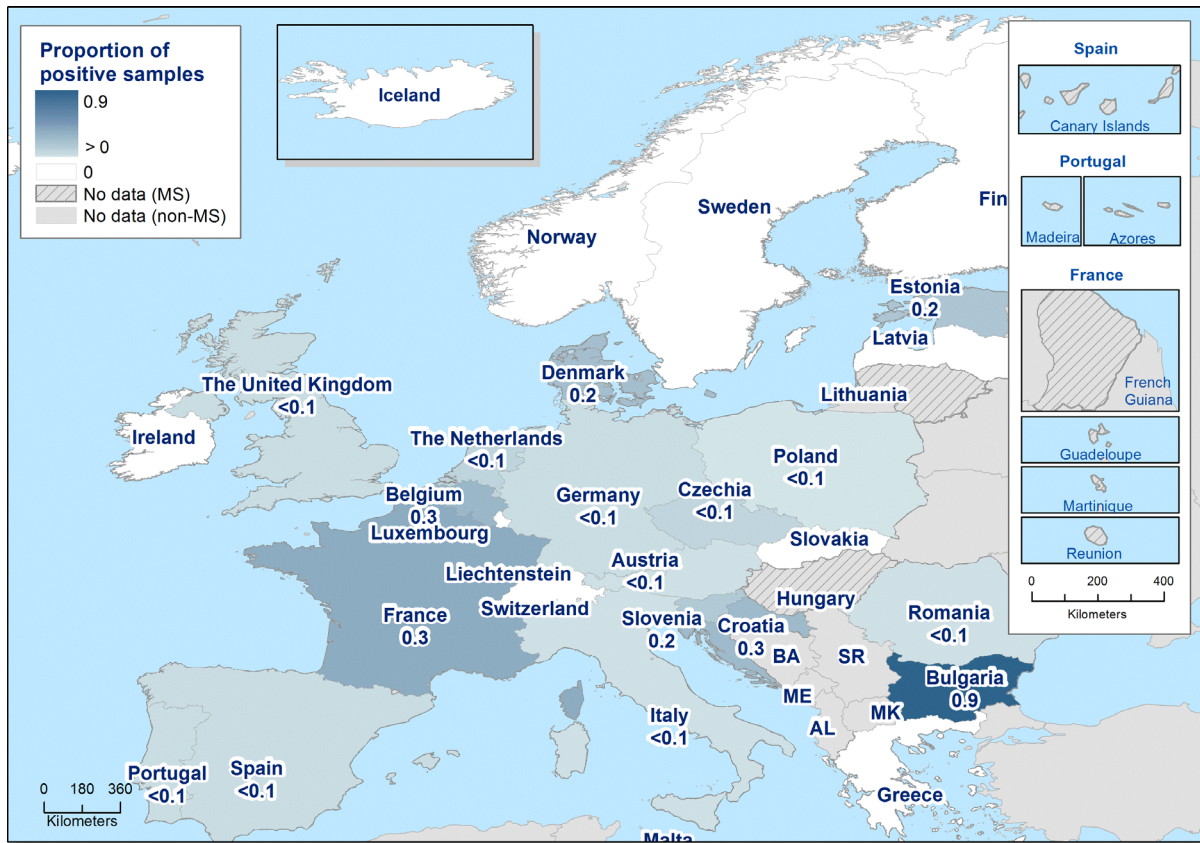 Proportion of
positive samples
0.9
> 0
0
No data (MS)
No data (non-MS)
Iceland
Spain
Canary Islands
Portugal
Madeira
Azores
France
French
Guiana
Guadeloupe
Martinique
Reunion
0 200 400
Kilometers
Norway
Sweden
Fin
Estonia
0.2
Latvia
Lithuania
Denmark
0.2
The United Kingdom
<0.1
Ireland
The Netherlands
<0.1
Belgium
0.3
Luxembourg
Germany
<0.1
Poland
<0.1
Czechia
<0.1
Slovakia
Austria
<0.1
Liechtenstein
Switzerland
Hungary
France
0.3
Slovenia
0.2
Croatia
0.3
Romania
<0.1
BA
SR
Bulgaria
0.9
ME
MK
AL
Italy
<0.1
Portugal
<0.1
Spain
<0.1
Greece
Malta
0 180 360
Kilometers